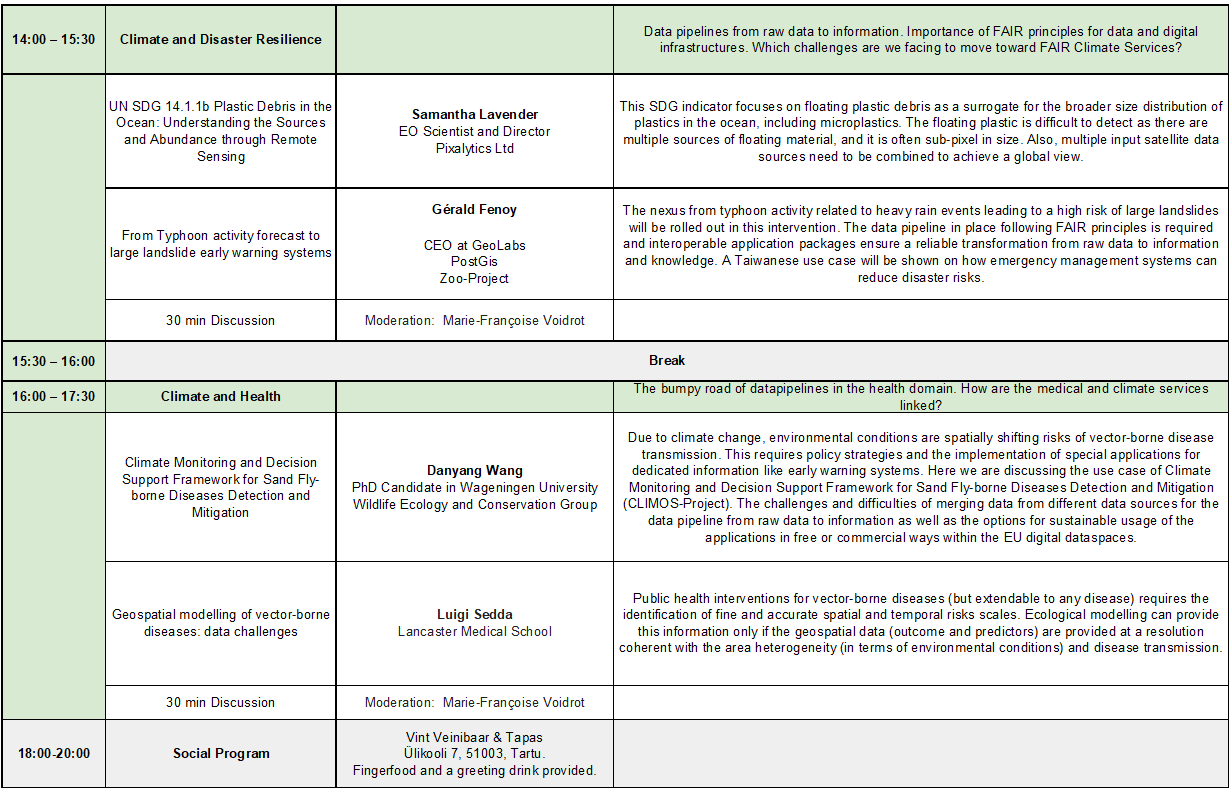 14:00 – 15:30
Climate and Disaster Resilience
Data pipelines from raw data to information. Importance of FAIR principles for data and digital
infrastructures. Which challenges are we facing to move toward FAIR Climate Services?
UN SDG 14.1.1b Plastic Debris in the
Ocean: Understanding the Sources
and Abundance through Remote
Sensing
Samantha Lavender
EO Scientist and Director
Pixalytics Ltd
This SDG indicator focuses on floating plastic debris as a surrogate for the broader size distribution of
plastics in the ocean, including microplastics. The floating plastic is difficult to detect as there are
multiple sources of floating material, and it is often sub-pixel in size. Also, multiple input satellite data
sources need to be combined to achieve a global view.
From Typhoon activity forecast to
large landslide early warning systems
Gérald Fenoy
CEO at GeoLabs
PostGis
Zoo-Project
The nexus from typhoon activity related to heavy rain events leading to a high risk of large landslides
will be rolled out in this intervention. The data pipeline in place following FAIR principles is required
and interoperable application packages ensure a reliable transformation from raw data to information
and knowledge. A Taiwanese use case will be shown on how emergency management systems can
reduce disaster risks.
30 min Discussion
Moderation: Marie-Françoise Voidrot
15:30 – 16:00
Break
16:00 – 17:30
Climate and Health
The bumpy road of datapipelines in the health domain. How are the medical and climate services
linked?
Climate Monitoring and Decision
Support Framework for Sand Fly-
borne Diseases Detection and
Mitigation
Danyang Wang
PhD Candidate in Wageningen University
Wildlife Ecology and Conservation Group
Due to climate change, environmental conditions are spatially shifting risks of vector-borne disease
transmission. This requires policy strategies and the implementation of special applications for
dedicated information like early warning systems. Here we are discussing the use case of Climate
Monitoring and Decision Support Framework for Sand Fly-borne Diseases Detection and Mitigation
(CLIMOS-Project). The challenges and difficulties of merging data from different data sources for the
data pipeline from raw data to information as well as the options for sustainable usage of the
applications in free or commercial ways within the EU digital dataspaces.
Geospatial modelling of vector-borne
diseases: data challenges
Luigi Sedda
Lancaster Medical School
Public health interventions for vector-borne diseases (but extendable to any disease) requires the
identification of fine and accurate spatial and temporal risks scales. Ecological modelling can provide
this information only if the geospatial data (outcome and predictors) are provided at a resolution
coherent with the area heterogeneity (in terms of environmental conditions) and disease transmission.
30 min Discussion
Moderation: Marie-Françoise Voidrot
18:00-20:00
Social Program
Vint Veinibaar & Tapas
Ülikooli 7, 51003, Tartu.
Fingerfood and a greeting drink provided.